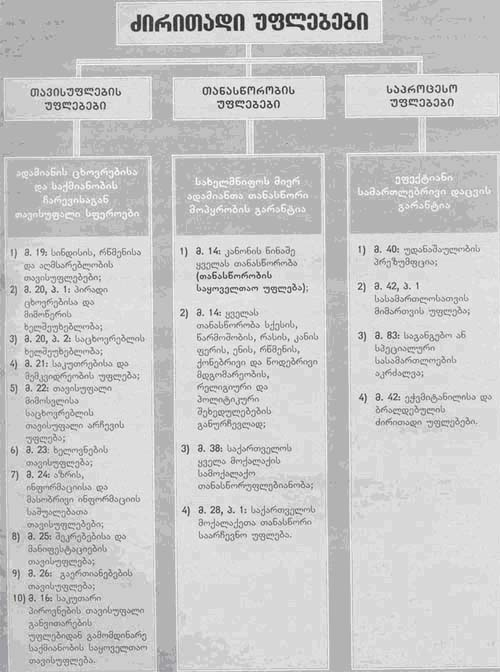 ძირითადი უფლებები
თავისუფლების
უფლებები
ადამიანის ცხოვრებისა
და საქმიანობის
ჩარევისაგან
თავისუფალი სფეროები
1) მ. 19: სინდისის, რწმენისა
და აღმსარებლობის
თავისუფლებები;
2) მ. 20, პ. 1: პირადი
ცხოვრებისა და
მიმოწერის
ხელშეუხებლობა;
3) მ. 20, პ. 2: საცხოვრებლის
ხელშეუხებლობა;
4) მ. 21: საკუთრებისა და
მემკვიდრეობის უფლება;
5) მ. 22: თავისუფალი
მიმოსვლისა
საცხოვრებლის
თავისუფალი არჩევის
უფლება;
6) მ. 23: ხელოვნების
თავისუფლება;
7) მ. 24: აზრის,
ინფორმაციისა და
მასობრივი ინფორმაციის
საშუალებათა
თავისუფლებები;
8) მ. 25: შეკრებებისა და
მანიფესტაციების
თავისუფლება;
9) მ. 26: გაერთიანებების
თავისუფლება;
10) მ. 16: საკუთარი
პიროვნების თავისუფალი
განვითარების
უფლებიდან გამომდინარე
საქმიანობის საყოველთაო
თავისუფლება.
თანასწორობის
უფლებები
სახელმწიფოს მიერ
ადამიანთა თანასწორი
მოპყრობის გარანტია
1) მ. 14: კანონის წინაშე
ყველას თანასწორობა
(თანასწორობის
საყოველთაო უფლება);
2) მ. 14: ყველას
თანასწორობა სქესის,
წარმოშობის, რასის, კანის
ფერის, ენის, რწმენის,
ქონებრივი და წოდებრივი
მდგომარეობის,
რელიგიური და
პოლიტიკური
შეხედულებების
განურჩევლად;
3) მ. 38: საქართველოს
ყველა მოქალაქის
სამოქალაქო
თანასწორუფლებიანობა;
4) მ. 28, პ. 1: საქართველოს
მოქალაქეთა თანასწორი
საარჩევნო უფლება.
საპროცესო
უფლებები
ეფექტიანი
სამართლებრივი დაცვის
გარანტია
1) მ. 40: უდანაშაულობის
პრეზუმფცია;
2) მ. 42, პ. 1
სასამართლოსათვის
მიმართვის უფლება;
3) მ. 83: საგანგებო ან
სპეციალური
სასამართლოების
აკრძალვა;
4) მ. 42: ეჭვმიტანილისა და
ბრალდებულის
ძირითადი უფლებები.